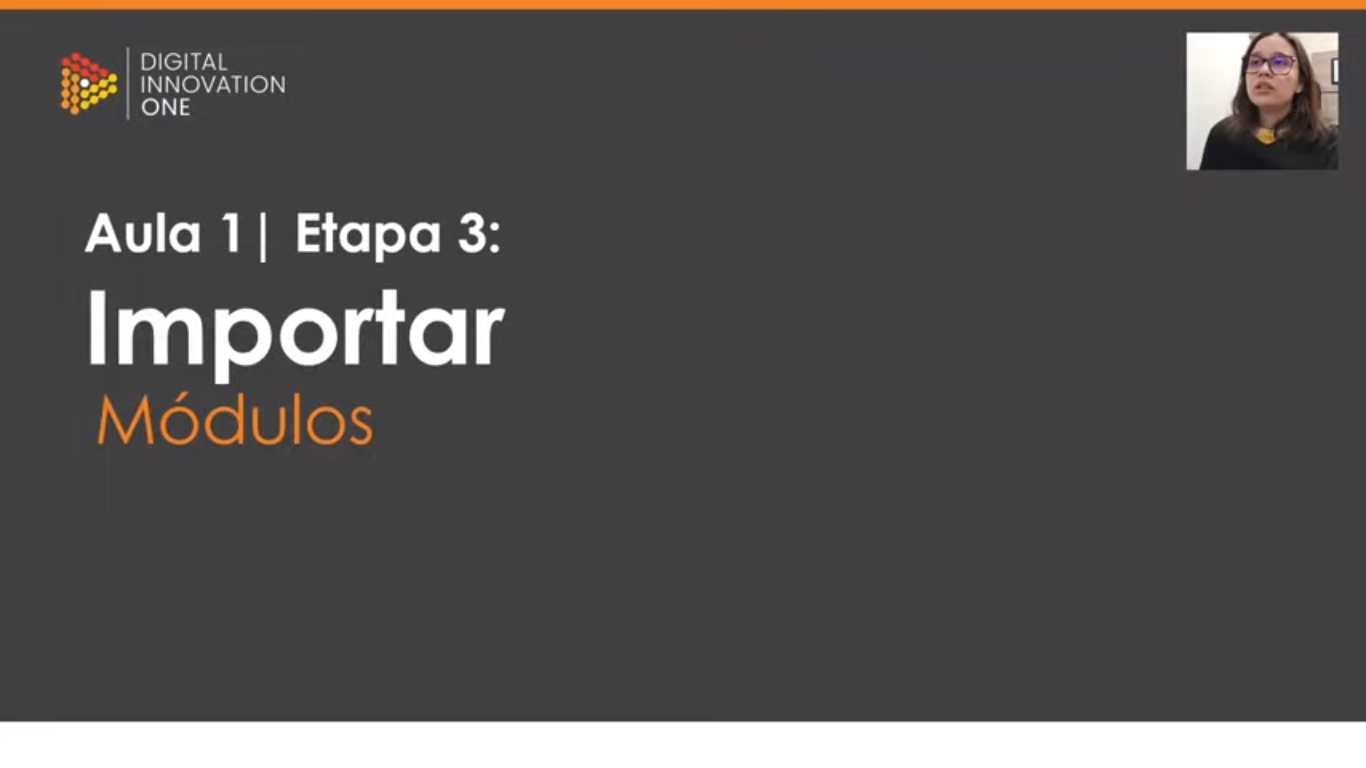 DIGITAL
INNOVATION
ONE
Aula 1| Etapa 3:
Importar
Módulos